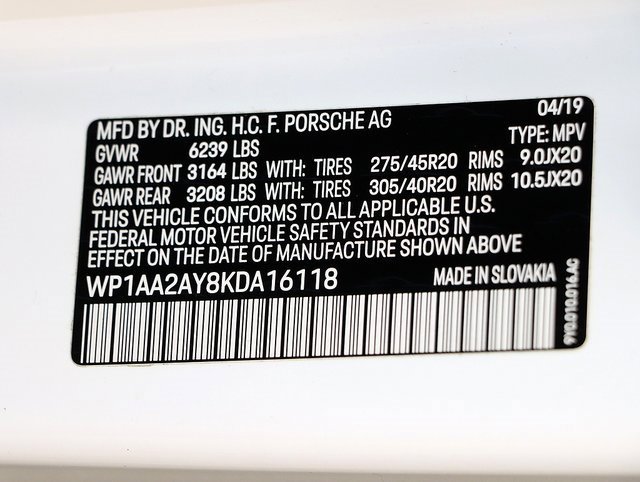 04/19
MFD BY DR. ING. H.C. F. PORSCHE AG TYPE: MPV
GVWR 6239 LBS
GAWR FRONT 3164 LBS WITH: TIRES 275/45R20 RIMS 9.0JX20
GAWR REAR 3208 LBS WITH: TIRES 305/40R20 RIMS 10.5JX20
THIS VEHICLE CONFORMS TO ALL APPLICABLE U.S.
FEDERAL MOTOR VEHICLE SAFETY STANDARDS IN
EFFECT ON THE DATE OF MANUFACTURE SHOWN ABOVE
WP1AA2AY8KDA16118 MADE IN SLOVAKIA
9Y0.010.016.AC